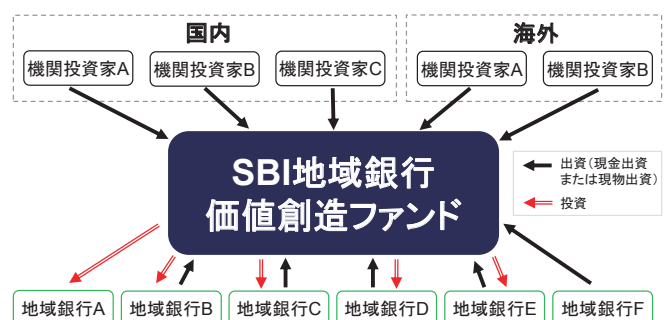 国内
海外
機関投資家A
機関投資家B
機関投資家C
機関投資家A
機関投資家B
SBI地域銀行
価値創造ファンド
出資(現金出資
または現物出資)
投資
地域銀行A
地域銀行B
地域銀行C
地域銀行D
地域銀行E
地域銀行F